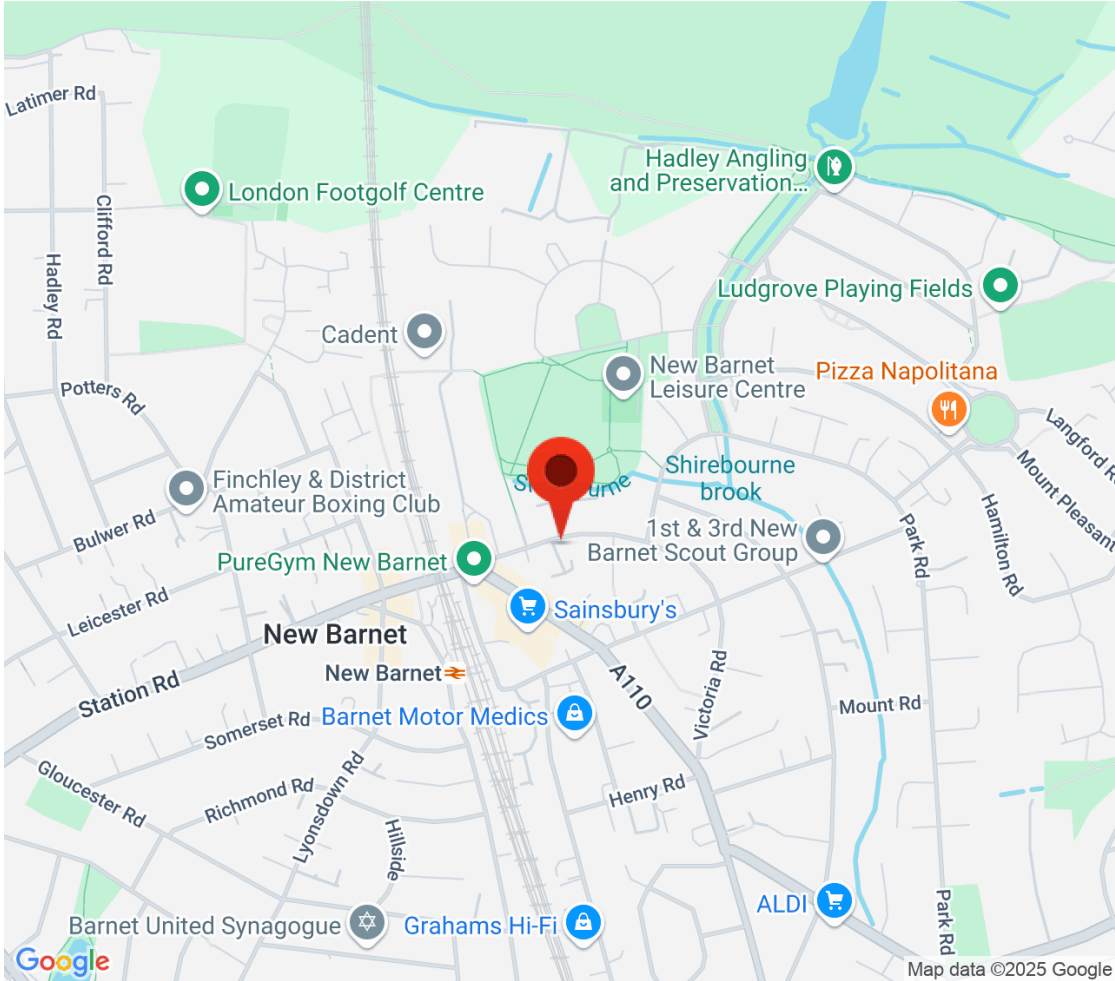 Latimer Rd
Clifford Rd
Hadley Rd
London Footgolf Centre
Hadley Angling
and Preservation...
Ludgrove Playing Fields
Cadent
New Barnet
Leisure Centre
Pizza Napolitana
Potters Rd
Langford Rd
Mount Pleasant
Finchley & District
Amateur Boxing Club
Shirebourne
brook
Bulwer Rd
1st & 3rd New
Barnet Scout Group
Park Rd
Hamilton Rd
PureGym New Barnet
Leicester Rd
Sainsbury's
New Barnet
New Barnet
Station Rd
A110
Victoria Rd
Mount Rd
Somerset Rd
Barnet Motor Medics
Gloucester Rd
Richmond Rd
Lyonsdown Rd
Henry Rd
Hillside
ALDI
Park Rd
Barnet United Synagogue
Grahams Hi-Fi
Google
Map data ©2025 Google